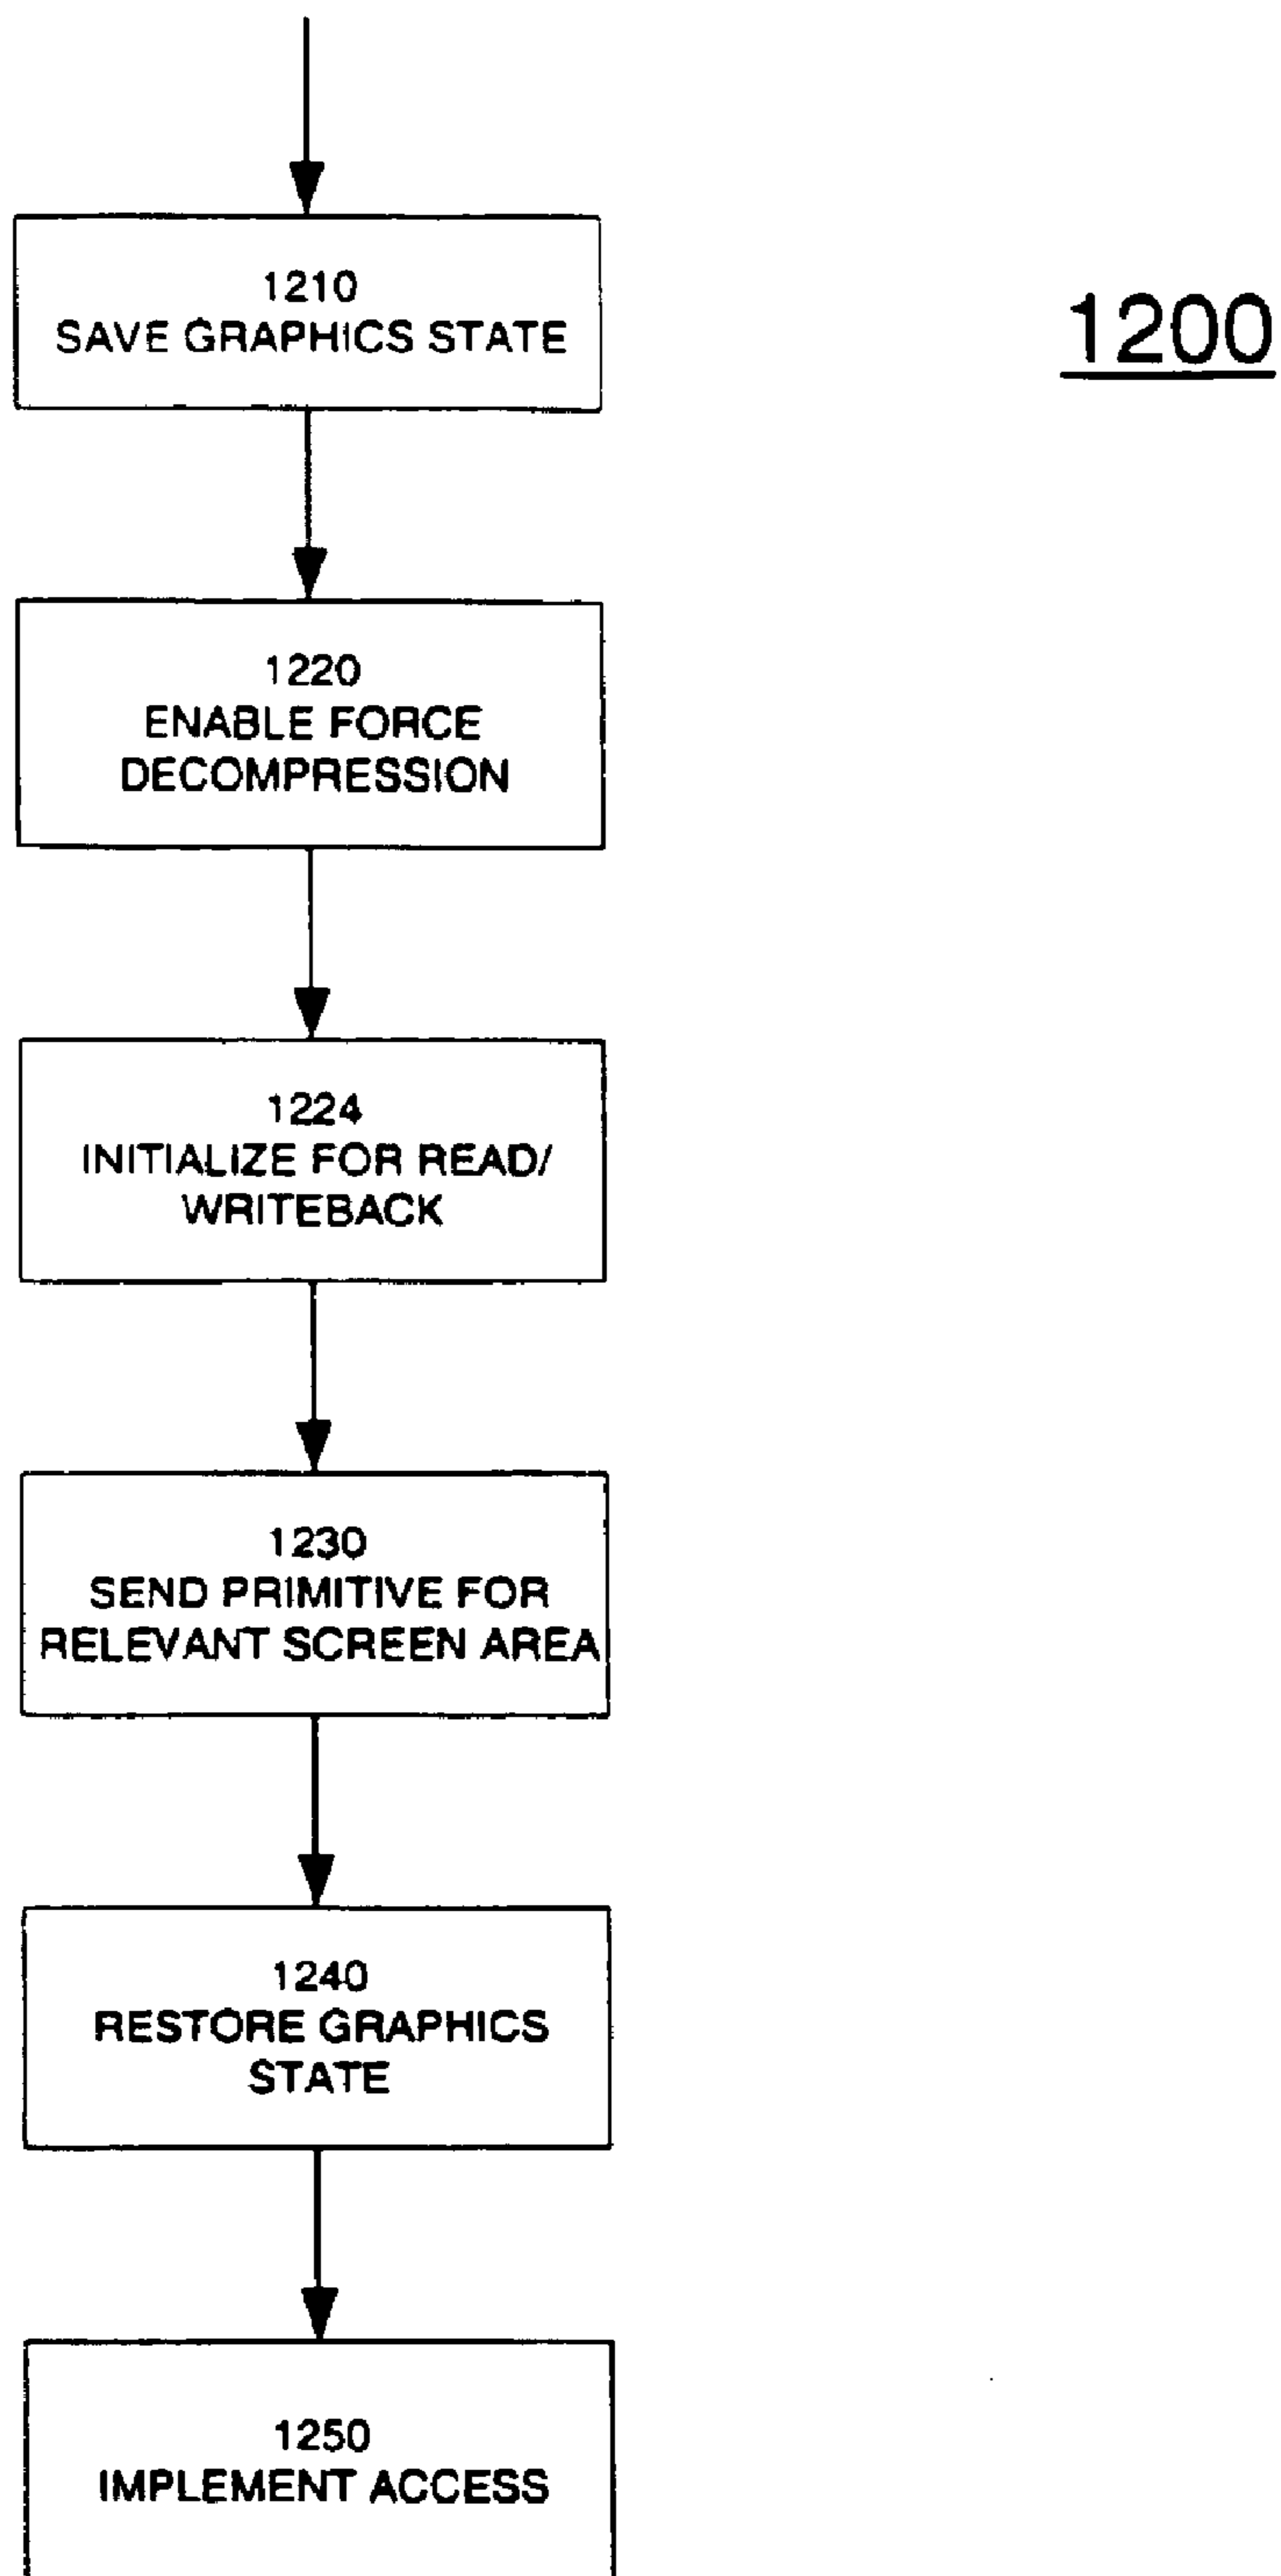 1210
SAVE GRAPHICS STATE
1200
1220
ENABLE FORCE
DECOMPRESSION
1224
INITIALIZE FOR READ/
WRITEBACK
1230
SEND PRIMITIVE FOR
RELEVANT SCREEN AREA
1240
RESTORE GRAPHICS
STATE
1250
IMPLEMENT ACCESS